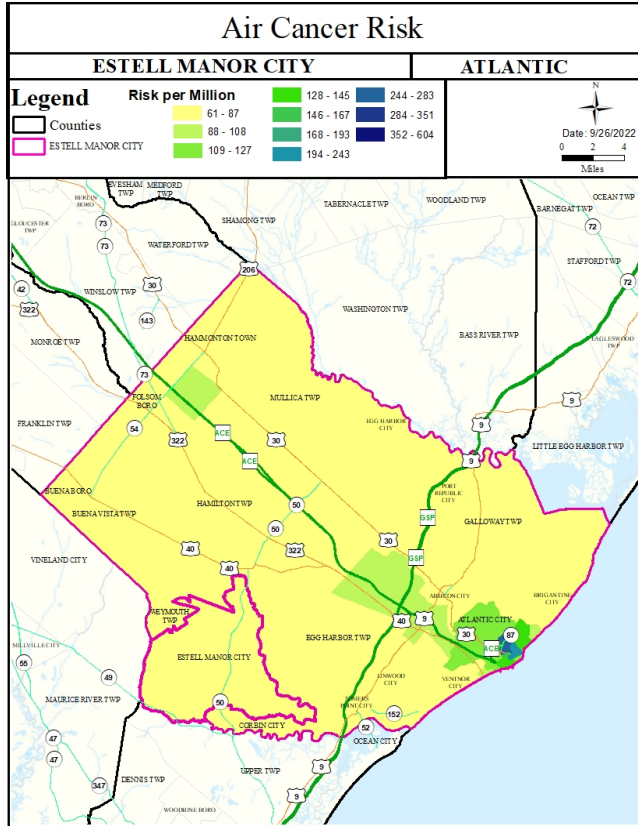 Air Cancer Risk
ESTELL MANOR CITY
ATLANTIC
Legend
Counties
ESTELL MANOR CITY
Risk per Million
61 - 87
88 - 108
109 - 127
128 - 145
146 - 167
168 - 193
194 - 243
244 - 283
284 - 351
352 - 604
N
Date: 9/26/2022
0 2 4
Miles
EVESHAM TWP
MEDFORD TWP
BERLIN BORO
TABERNACLE TWP
WOODLAND TWP
OCEAN TWP
BARNEGAT TWP
GLOUCESTER TWP
73
SHAMONG TWP
72
73
WATERFORD TWP
STAFFORD TWP
206
72
42
30
WINSLOW TWP
322
WASHINGTON TWP
143
BASS RIVER TWP
EAGLESWOOD TWP
MONROE TWP
HAMMONTON TOWN
73
FOLSOM BORO
MULLICA TWP
9
FRANKLIN TWP
54
EGG HARBOR CITY
9
ACE
322
30
LITTLE EGG HARBOR TWP
ACE
9
BUENA BORO
PORT REPUBLIC CITY
HAMILTON TWP
50
BUENA VISTA TWP
GSP
GALLOWAY TWP
50
30
40
322
GSP
VINELAND CITY
40
ABSECON CITY
BRIGANTINE CITY
WEYMOUTH TWP
40
9
ATLANTIC CITY
30
87
EGG HARBOR TWP
ACE
MILLVILLE CITY
ESTELL MANOR CITY
55
LINWOOD CITY
VENTNOR CITY
49
MAURICE RIVER TWP
50
SOMERS POINT CITY
152
CORBIN CITY
52
OCEAN CITY
47
47
UPPER TWP
9
DENNIS TWP
347
9
WOODBINE BORO